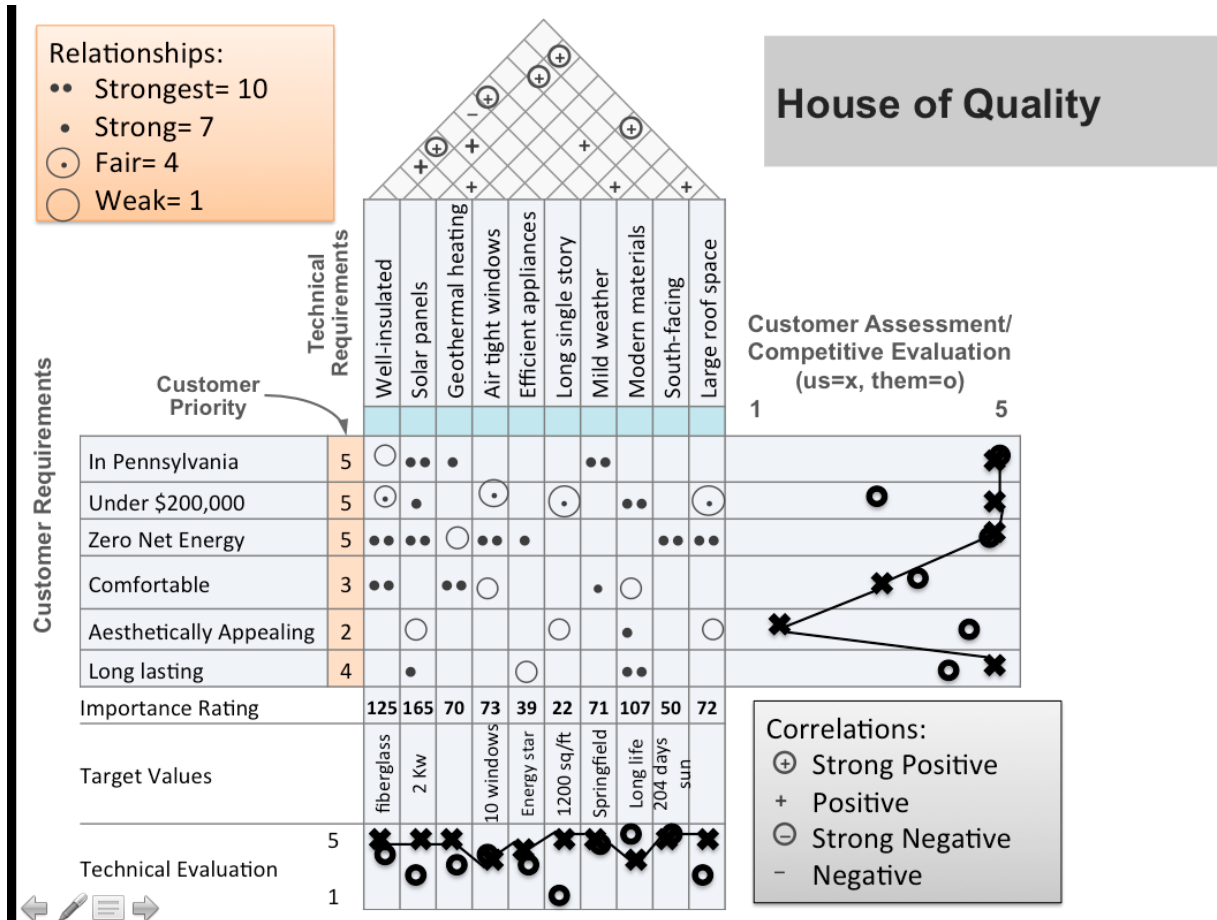 Relationships:
•• Strongest= 10
• Strong= 7
Fair= 4
Weak= 1
House of Quality
Technical
Requirements
Well-insulated
Solar panels
Geothermal heating
Air tight windows
Efficient appliances
Long single story
Mild weather
Modern materials
South-facing
Large roof space
Customer
Priority
Customer Assessment/
Competitive Evaluation
(us=x, them=o)
1 5
Customer Requirements
In Pennsylvania 5
Under $200,000 5
Zero Net Energy 5
Comfortable 3
Aesthetically Appealing 2
Long lasting 4
Importance Rating 125 165 70 73 39 22 71 107 50 72
Target Values
fiberglass
2 Kw
10 windows
Energy star
1200 sq/ft
Springfield
Long life
204 days
sun
Technical Evaluation
5
1
Correlations:
⊕ Strong Positive
+ Positive
⊖ Strong Negative
− Negative